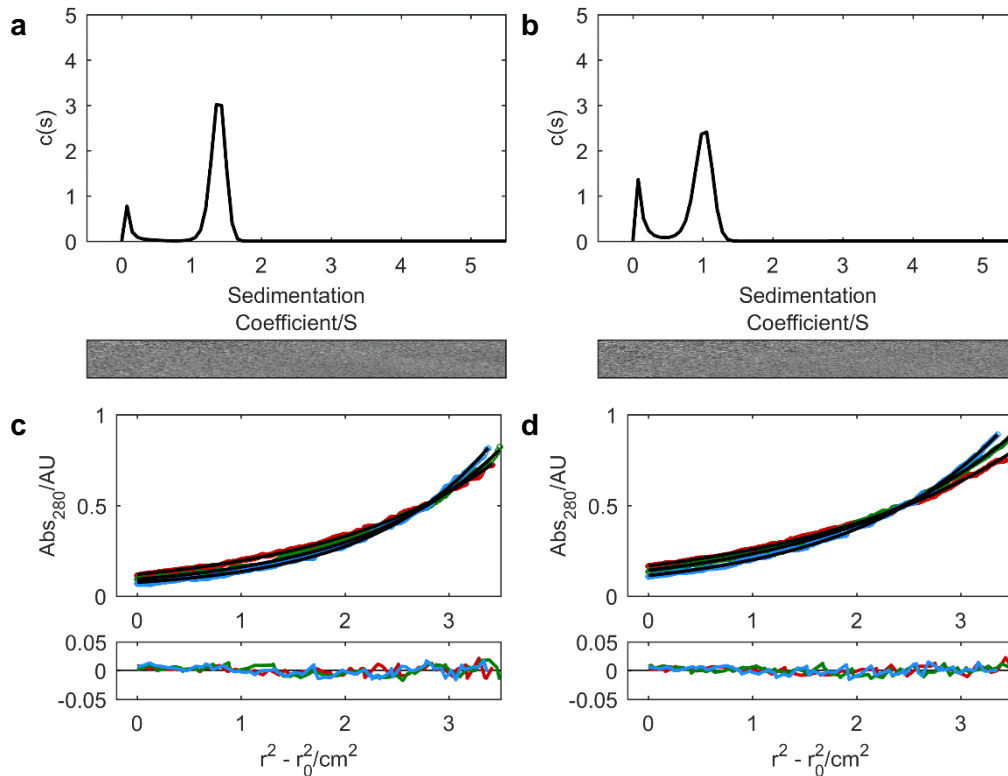 a
b
5
4
3
2
1
0
c(s)
0 1 2 3 4 5
Sedimentation
Coefficient/S
5
4
3
2
1
0
c(s)
0 1 2 3 4 5
Sedimentation
Coefficient/S
c
d
1
0.5
0
Abs280/AU
0 1 2 3
0.05
0
-0.05
0 1 2 3
r² - r₀²/cm²
1
0.5
0
Abs280/AU
0 1 2 3
0.05
0
-0.05
0 1 2 3
r² - r₀²/cm²